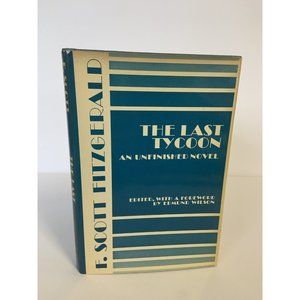 F. SCOTT FITZGERALD
THE LAST
TYCOON
AN UNFINISHED NOVEL
EDITED, WITH A FOREWORD
BY EDMUND WILSON